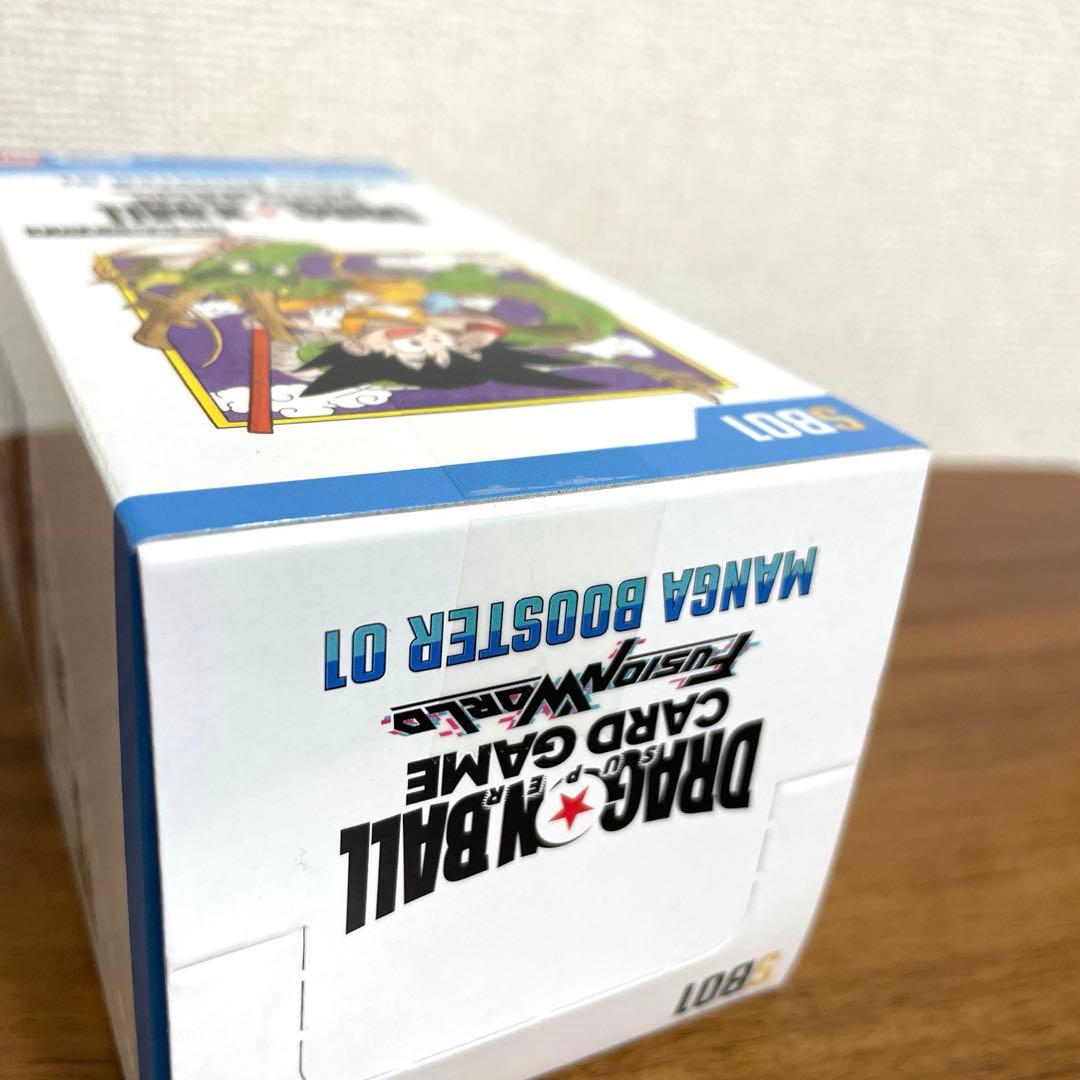 SB01
MANGA BOOSTER 01
FUSION WORLD
CARD GAME
SUPER
DRAGON BALL
SB01